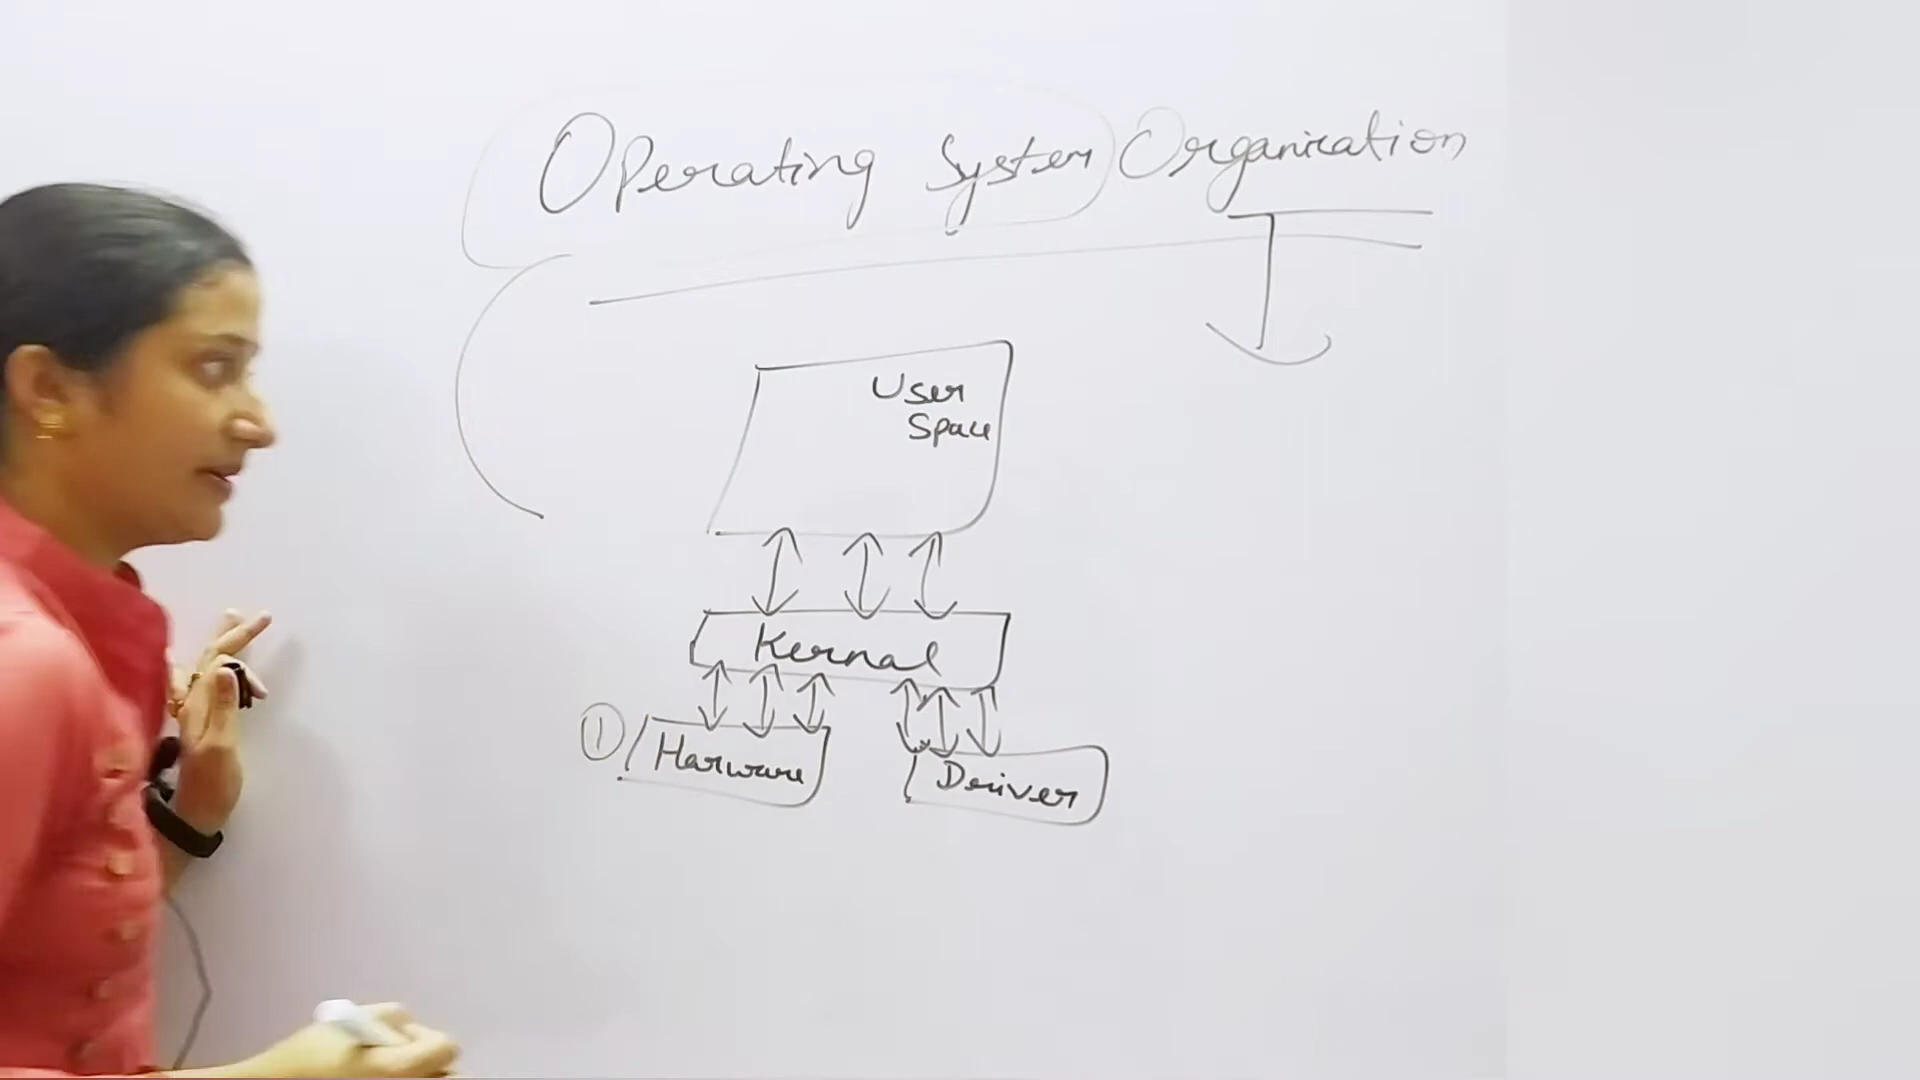 Operating System Organization
User
Space
Kernal
① Harware
Driver